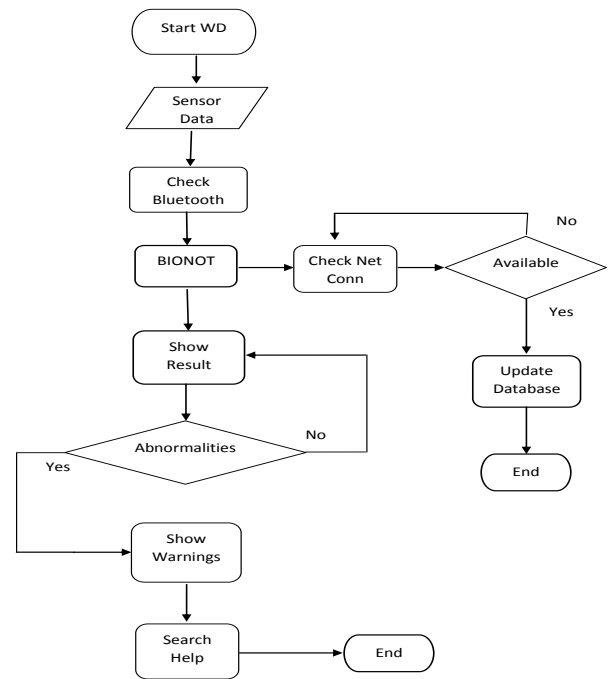 Start WD
Sensor
Data
Check
Bluetooth
BIONOT
Check Net
Conn
Available
No
Yes
Update
Database
End
Show
Result
Abnormalities
No
Yes
Show
Warnings
Search
Help
End